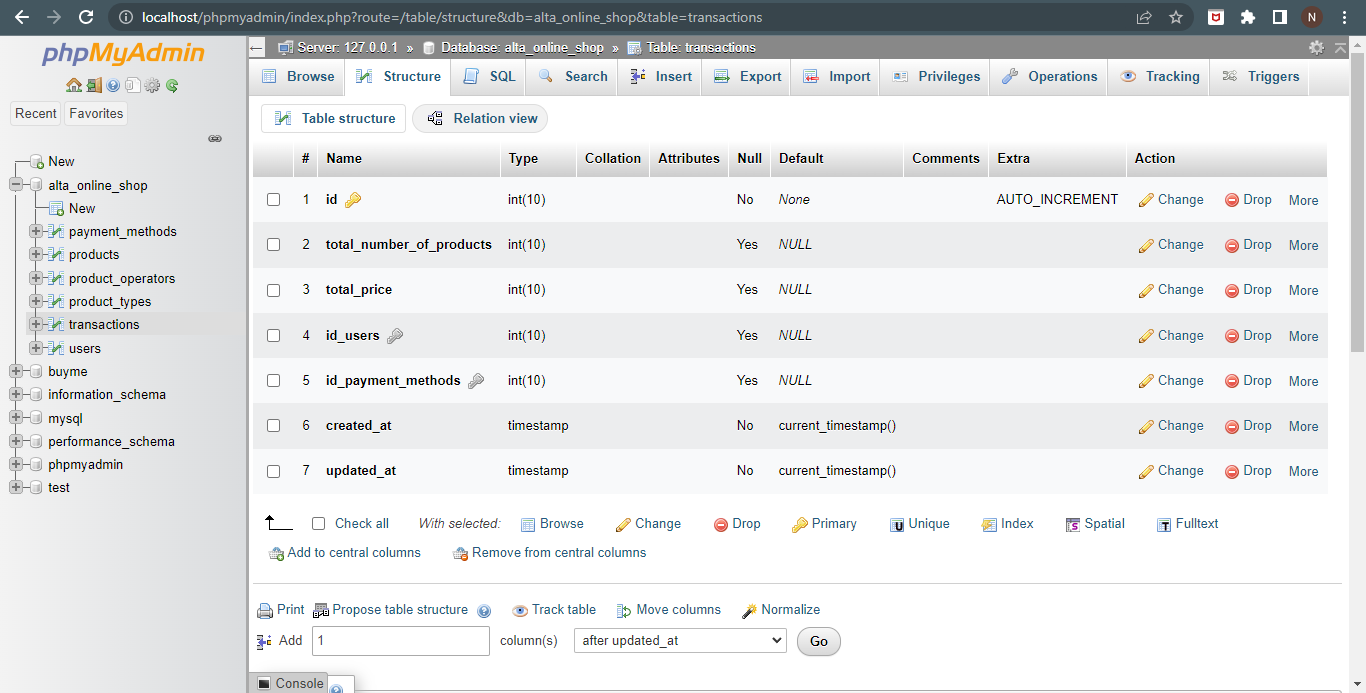 localhost/phpmyadmin/index.php?route=/table/structure&db=alta_online_shop&table=transactions
N
phpMyAdmin
Recent Favorites
New
alta_online_shop
New
payment_methods
products
product_operators
product_types
transactions
users
buyme
information_schema
mysql
performance_schema
phpmyadmin
test
Server: 127.0.0.1 » Database: alta_online_shop » Table: transactions
Browse Structure SQL Search Insert Export Import Privileges Operations Tracking Triggers
Table structure Relation view
# Name Type Collation Attributes Null Default Comments Extra Action
1 id int(10) No None AUTO_INCREMENT Change Drop More
2 total_number_of_products int(10) Yes NULL Change Drop More
3 total_price int(10) Yes NULL Change Drop More
4 id_users int(10) Yes NULL Change Drop More
5 id_payment_methods int(10) Yes NULL Change Drop More
6 created_at timestamp No current_timestamp() Change Drop More
7 updated_at timestamp No current_timestamp() Change Drop More
Check all With selected: Browse Change Drop Primary Unique Index Spatial Fulltext
Add to central columns Remove from central columns
Print Propose table structure Track table Move columns Normalize
Add 1 column(s) after updated_at Go
Console